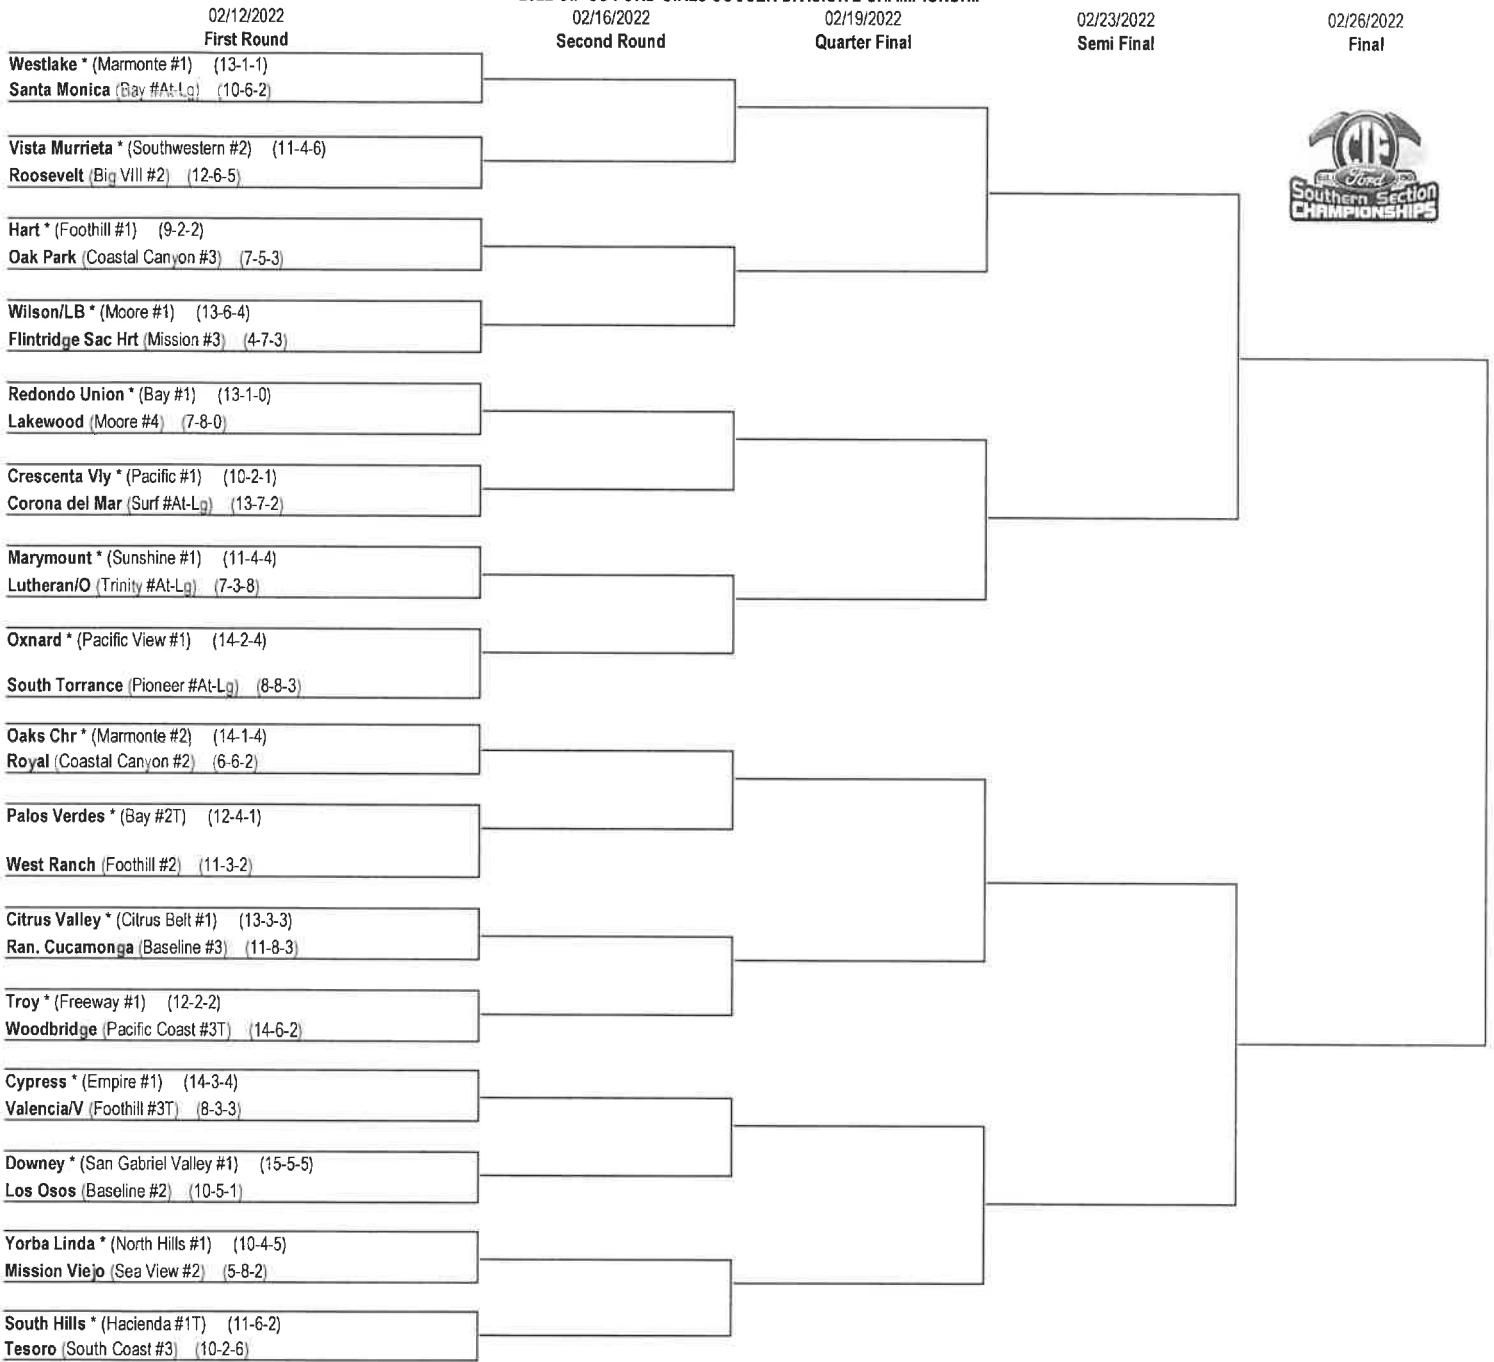 02/12/2022
First Round
02/16/2022
Second Round
02/19/2022
Quarter Final
02/23/2022
Semi Final
02/26/2022
Final
Westlake * (Marmonte #1) (13-1-1)
Santa Monica (Bay #At-Lg) (10-6-2)
Vista Murrieta * (Southwestern #2) (11-4-6)
Roosevelt (Big VIII #2) (12-6-5)
Hart * (Foothill #1) (9-2-2)
Oak Park (Coastal Canyon #3) (7-5-3)
Wilson/LB * (Moore #1) (13-6-4)
Flintridge Sac Hrt (Mission #3) (4-7-3)
Redondo Union * (Bay #1) (13-1-0)
Lakewood (Moore #4) (7-8-0)
Crescenta Vly * (Pacific #1) (10-2-1)
Corona del Mar (Surf #At-Lg) (13-7-2)
Marymount * (Sunshine #1) (11-4-4)
Lutheran/O (Trinity #At-Lg) (7-3-8)
Oxnard * (Pacific View #1) (14-2-4)
South Torrance (Pioneer #At-Lg) (8-8-3)
Oaks Chr * (Marmonte #2) (14-1-4)
Royal (Coastal Canyon #2) (6-6-2)
Palos Verdes * (Bay #2T) (12-4-1)
West Ranch (Foothill #2) (11-3-2)
Citrus Valley * (Citrus Belt #1) (13-3-3)
Ran. Cucamonga (Baseline #3) (11-8-3)
Troy * (Freeway #1) (12-2-2)
Woodbridge (Pacific Coast #3T) (14-6-2)
Cypress * (Empire #1) (14-3-4)
Valencia/V (Foothill #3T) (8-3-3)
Downey * (San Gabriel Valley #1) (15-5-5)
Los Osos (Baseline #2) (10-5-1)
Yorba Linda * (North Hills #1) (10-4-5)
Mission Viejo (Sea View #2) (5-8-2)
South Hills * (Hacienda #1T) (11-6-2)
Tesoro (South Coast #3) (10-2-6)
CIF
Ford
Southern Section
CHAMPIONSHIPS